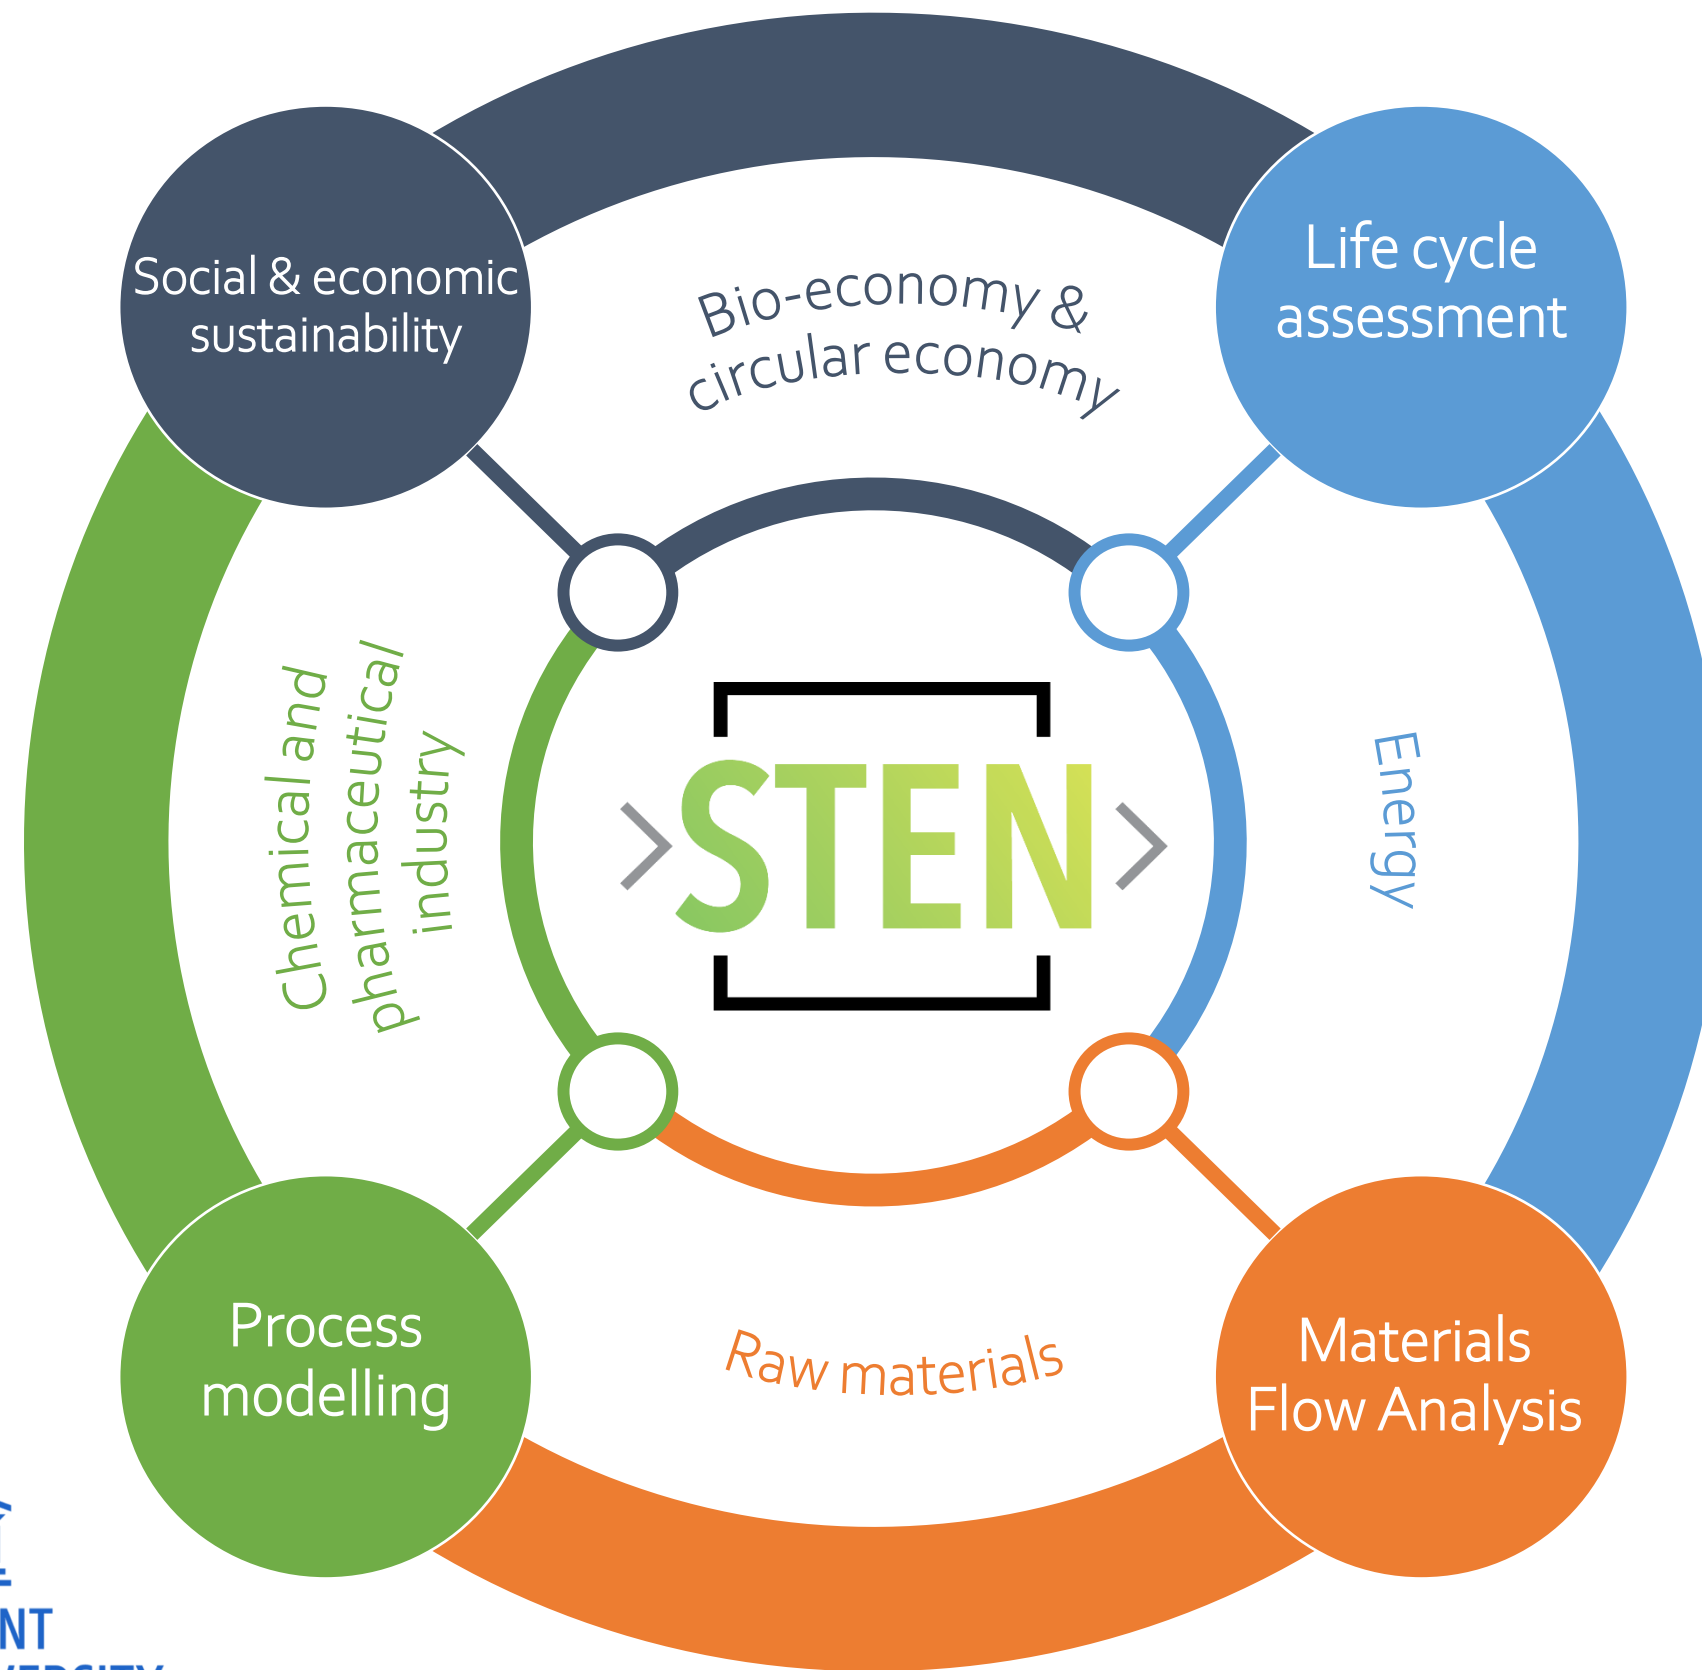 Social & economic
sustainability
Life cycle
assessment
Bio-economy &
circular economy
Chemical and
pharmaceutical
industry
STEN
Energy
Process
modelling
Raw materials
Materials
Flow Analysis